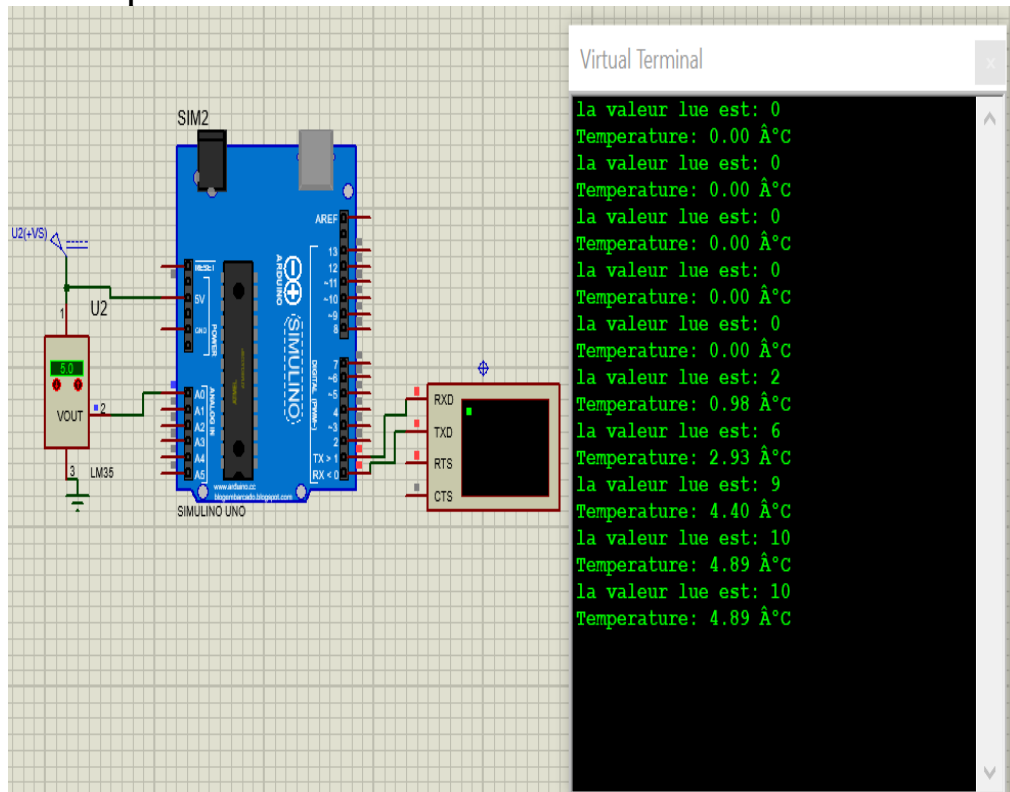 Virtual Terminal
x
la valeur lue est: 0
Temperature: 0.00 Â°C
la valeur lue est: 0
Temperature: 0.00 Â°C
la valeur lue est: 0
Temperature: 0.00 Â°C
la valeur lue est: 0
Temperature: 0.00 Â°C
la valeur lue est: 0
Temperature: 0.00 Â°C
la valeur lue est: 2
Temperature: 0.98 Â°C
la valeur lue est: 6
Temperature: 2.93 Â°C
la valeur lue est: 9
Temperature: 4.40 Â°C
la valeur lue est: 10
Temperature: 4.89 Â°C
la valeur lue est: 10
Temperature: 4.89 Â°C
SIM2
U2(+VS)
1
U2
5.0
VOUT
2
3
LM35
RESET
5V
GND
POWER
ANALOG IN
A0
A1
A2
A3
A4
A5
www.arduino.cc
blogembarcado.blogspot.com
SIMULINO UNO
ARDUINO
SIMULINO
AREF
13
12
~11
~10
~9
8
DIGITAL (PWM~)
7
~6
~5
4
~3
2
TX > 1
RX < 0
RXD
TXD
RTS
CTS